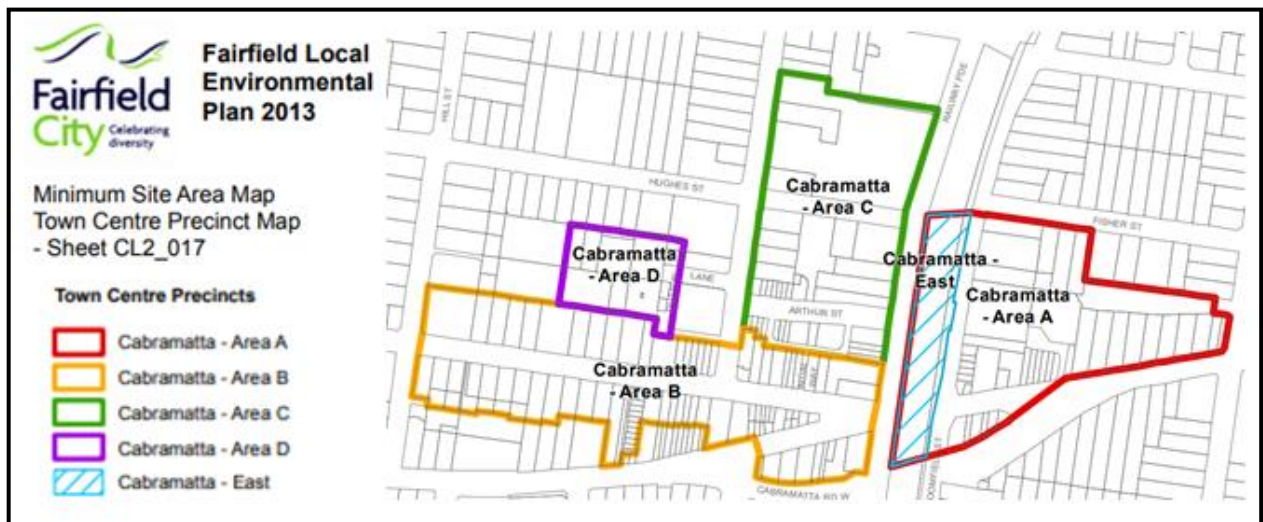 Fairfield
City
Celebrating
diversity
Fairfield Local
Environmental
Plan 2013
Minimum Site Area Map
Town Centre Precinct Map
- Sheet CL2_017
Town Centre Precincts
Cabramatta - Area A
Cabramatta - Area B
Cabramatta - Area C
Cabramatta - Area D
Cabramatta - East
HILL ST
RAILWAY PDE
HUGHES ST
Cabramatta
- Area C
FISHER ST
Cabramatta
- Area D
LANE
Cabramatta -
East
Cabramatta
- Area A
ARTHUR ST
Cabramatta
- Area B
CABRAMATTA RD W